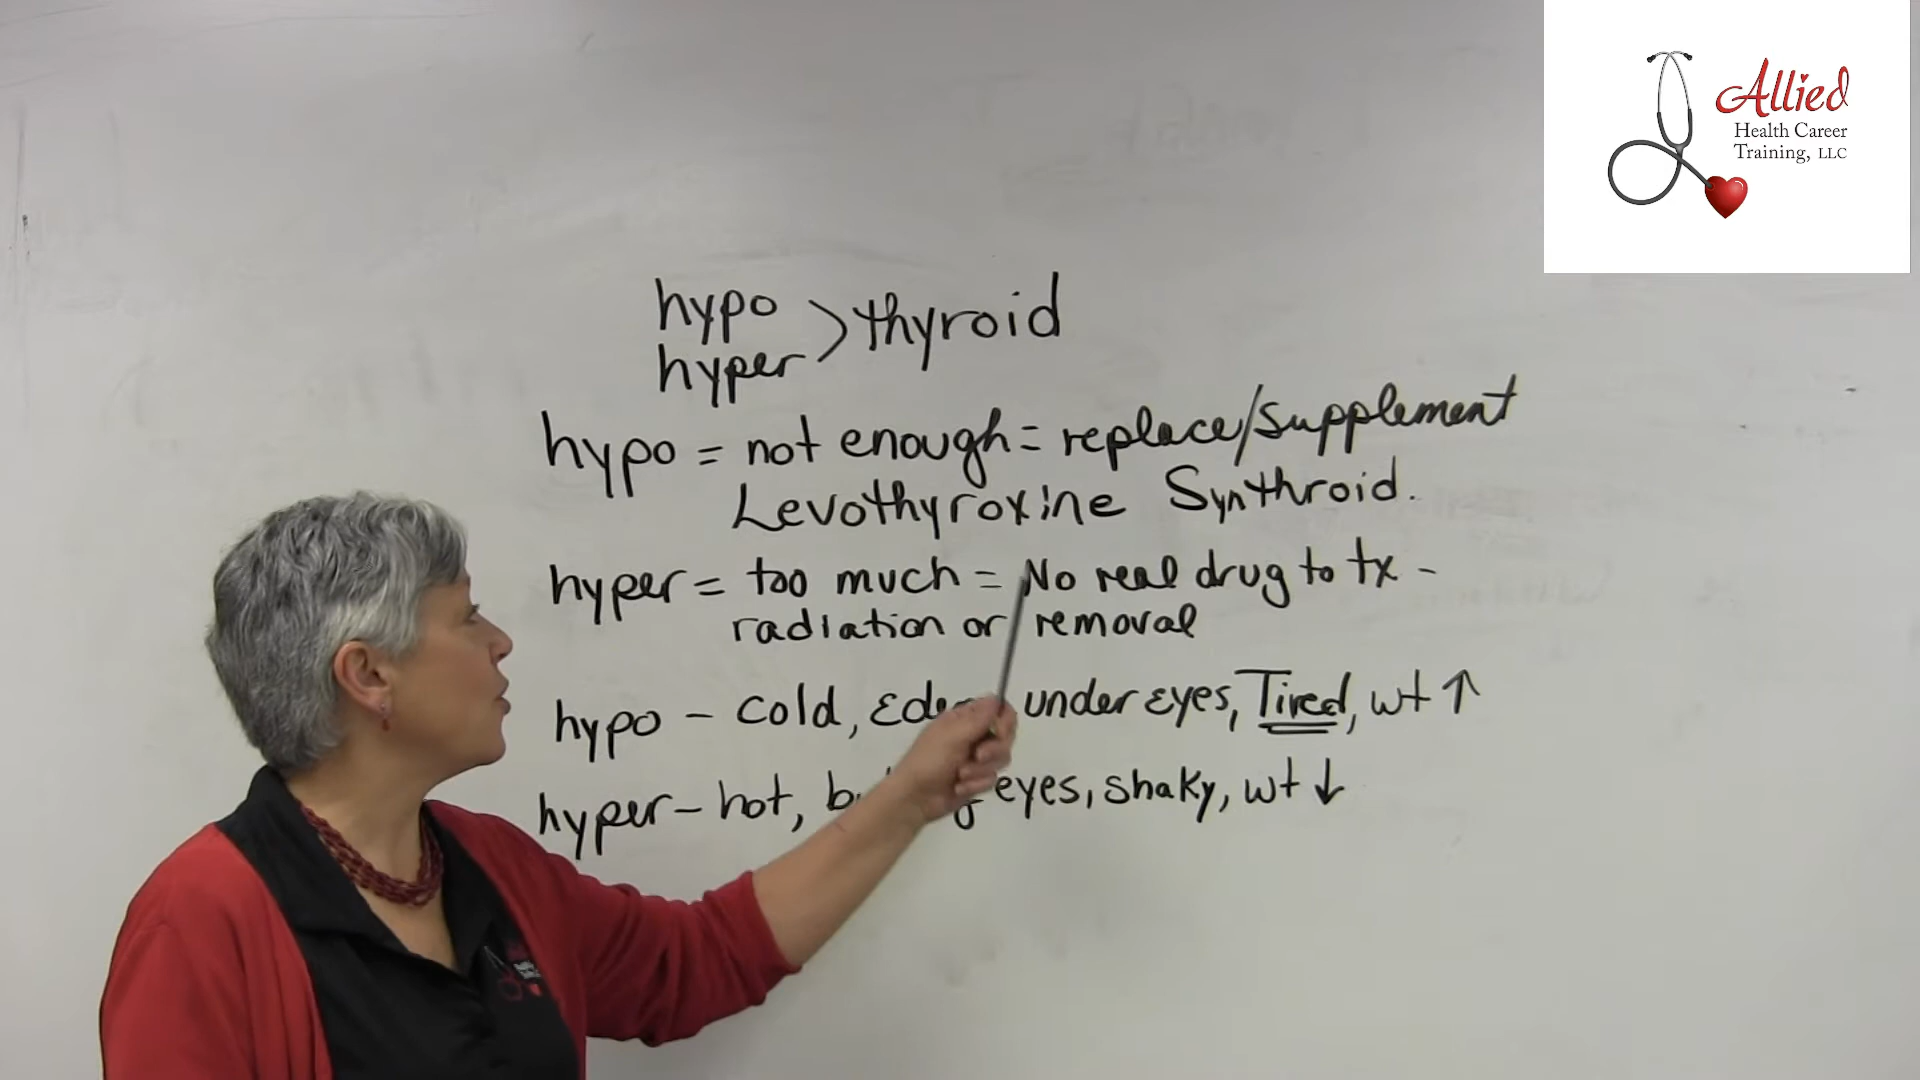 Allied
Health Career
Training, LLC
hypo
hyper > thyroid
hypo = not enough = replace/supplement
Levothyroxine Synthroid.
hyper = too much = No real drug to tx -
radiation or removal
hypo - cold, under eyes, Tired, wt ↑
hyper - hot, eyes, shaky, wt ↓